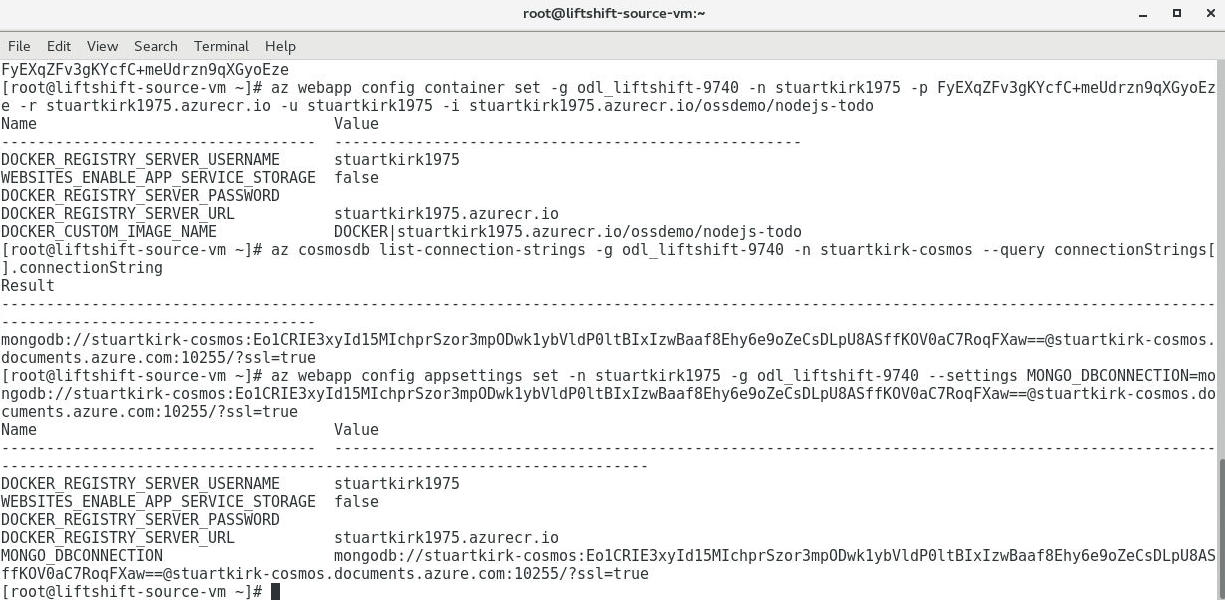 root@liftshift-source-vm:~
File Edit View Search Terminal Help
FyEXqZFv3gKYcfC+meUdrzn9qXGyoEze
[root@liftshift-source-vm ~]# az webapp config container set -g odl_liftshift-9740 -n stuartkirk1975 -p FyEXqZFv3gKYcfC+meUdrzn9qXGyoEz
e -r stuartkirk1975.azurecr.io -u stuartkirk1975 -i stuartkirk1975.azurecr.io/ossdemo/nodejs-todo
Name Value
----------------------------------- ----------------------------------------------------
DOCKER_REGISTRY_SERVER_USERNAME stuartkirk1975
WEBSITES_ENABLE_APP_SERVICE_STORAGE false
DOCKER_REGISTRY_SERVER_PASSWORD
DOCKER_REGISTRY_SERVER_URL stuartkirk1975.azurecr.io
DOCKER_CUSTOM_IMAGE_NAME DOCKER|stuartkirk1975.azurecr.io/ossdemo/nodejs-todo
[root@liftshift-source-vm ~]# az cosmosdb list-connection-strings -g odl_liftshift-9740 -n stuartkirk-cosmos --query connectionStrings[
].connectionString
Result
---------------------------------------------------------------------------------------------------------------------------------------
-----------------------------------
mongodb://stuartkirk-cosmos:Eo1CRIE3xyId15MIchprSzor3mpODwk1ybVldP0ltBIxIzwBaaf8Ehy6e9oZeCsDLpU8ASffKOV0aC7RoqFXaw==@stuartkirk-cosmos.
documents.azure.com:10255/?ssl=true
[root@liftshift-source-vm ~]# az webapp config appsettings set -n stuartkirk1975 -g odl_liftshift-9740 --settings MONGO_DBCONNECTION=mo
ngodb://stuartkirk-cosmos:Eo1CRIE3xyId15MIchprSzor3mpODwk1ybVldP0ltBIxIzwBaaf8Ehy6e9oZeCsDLpU8ASffKOV0aC7RoqFXaw==@stuartkirk-cosmos.do
cuments.azure.com:10255/?ssl=true
Name Value
----------------------------------- --------------------------------------------------------------------------------------------------
------------------------------------------------------------------------
DOCKER_REGISTRY_SERVER_USERNAME stuartkirk1975
WEBSITES_ENABLE_APP_SERVICE_STORAGE false
DOCKER_REGISTRY_SERVER_PASSWORD
DOCKER_REGISTRY_SERVER_URL stuartkirk1975.azurecr.io
MONGO_DBCONNECTION mongodb://stuartkirk-cosmos:Eo1CRIE3xyId15MIchprSzor3mpODwk1ybVldP0ltBIxIzwBaaf8Ehy6e9oZeCsDLpU8AS
ffKOV0aC7RoqFXaw==@stuartkirk-cosmos.documents.azure.com:10255/?ssl=true
[root@liftshift-source-vm ~]#